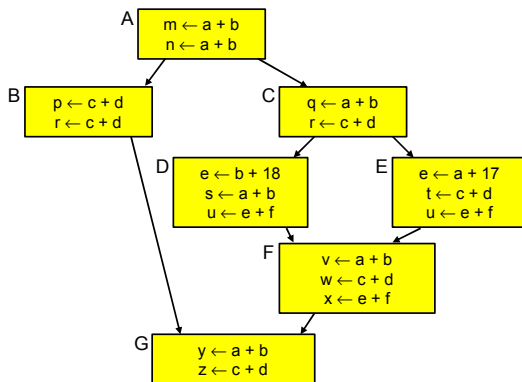 A
m ← a + b
n ← a + b
B
p ← c + d
r ← c + d
C
q ← a + b
r ← c + d
D
e ← b + 18
s ← a + b
u ← e + f
E
e ← a + 17
t ← c + d
u ← e + f
F
v ← a + b
w ← c + d
x ← e + f
G
y ← a + b
z ← c + d